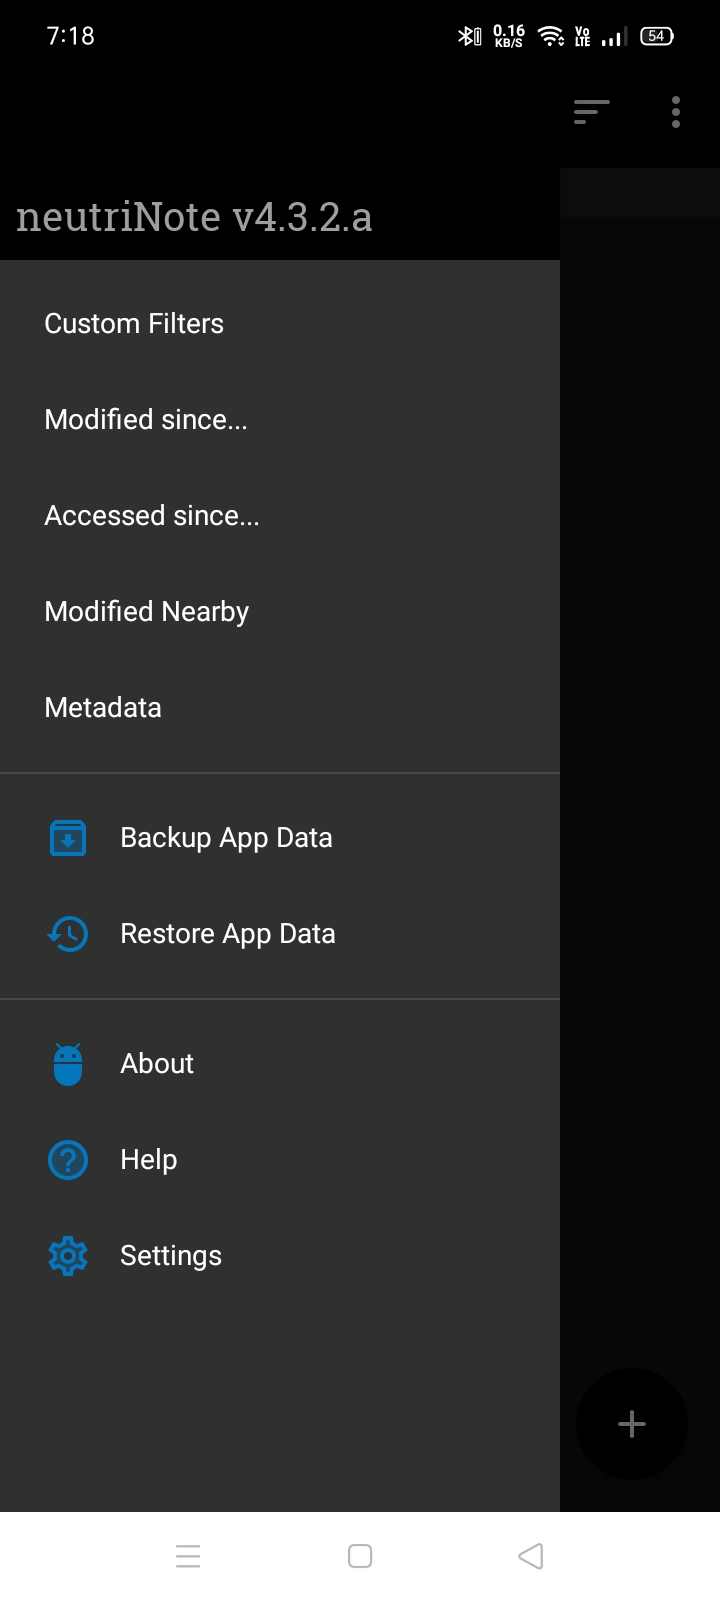 7:18
0.16
KB/S
Vo
LTE
54
neutriNote v4.3.2.a
Custom Filters
Modified since...
Accessed since...
Modified Nearby
Metadata
Backup App Data
Restore App Data
About
Help
Settings